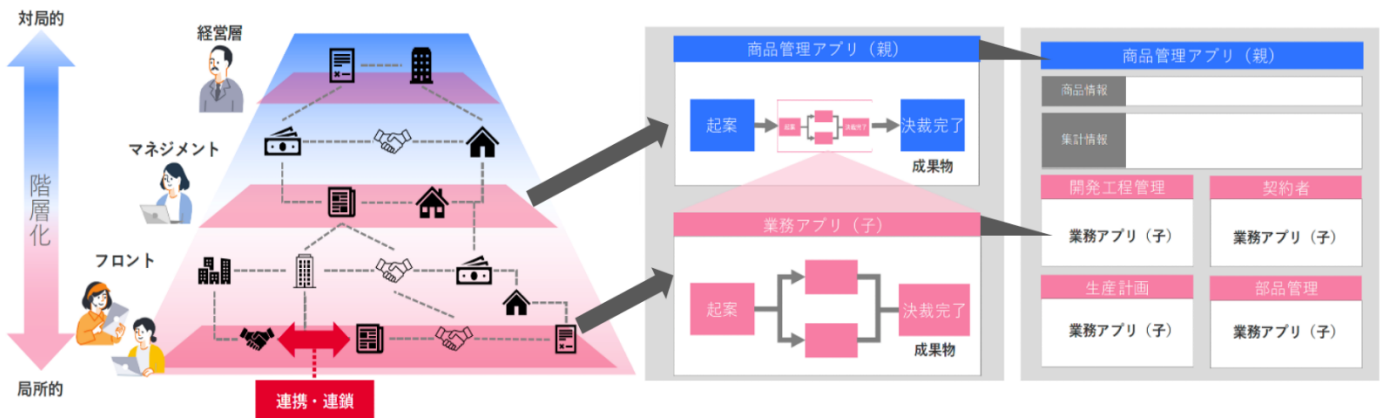 対局的
階層化
局所的
経営層
マネジメント
フロント
連携・連鎖
商品管理アプリ（親）
起案
起案
決裁完了
決裁完了
成果物
業務アプリ（子）
起案
決裁完了
成果物
商品管理アプリ（親）
商品情報
集計情報
開発工程管理
業務アプリ（子）
契約者
業務アプリ（子）
生産計画
業務アプリ（子）
部品管理
業務アプリ（子）